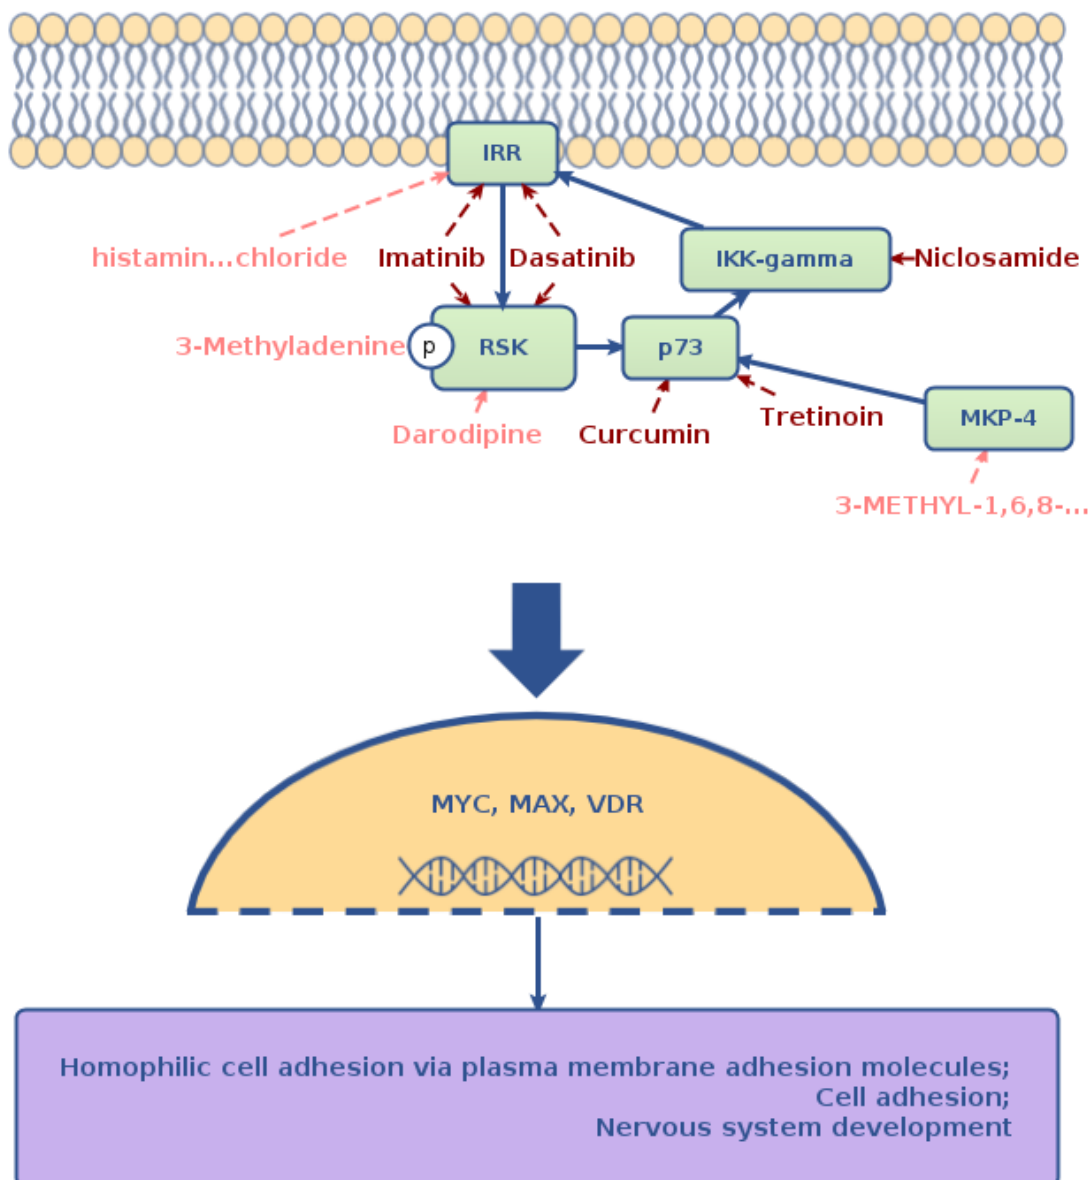 IRR
histamin...chloride
Imatinib
Dasatinib
IKK-gamma
Niclosamide
3-Methyladenine
p
RSK
p73
Darodipine
Curcumin
Tretinoin
MKP-4
3-METHYL-1,6,8-...
MYC, MAX, VDR
Homophilic cell adhesion via plasma membrane adhesion molecules;
Cell adhesion;
Nervous system development